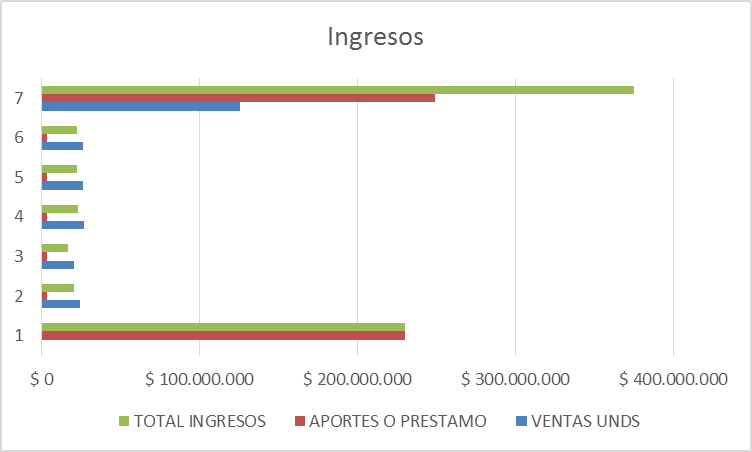 Ingresos
7
6
5
4
3
2
1
$ 0 $ 100.000.000 $ 200.000.000 $ 300.000.000 $ 400.000.000
TOTAL INGRESOS APORTES O PRESTAMO VENTAS UNDS